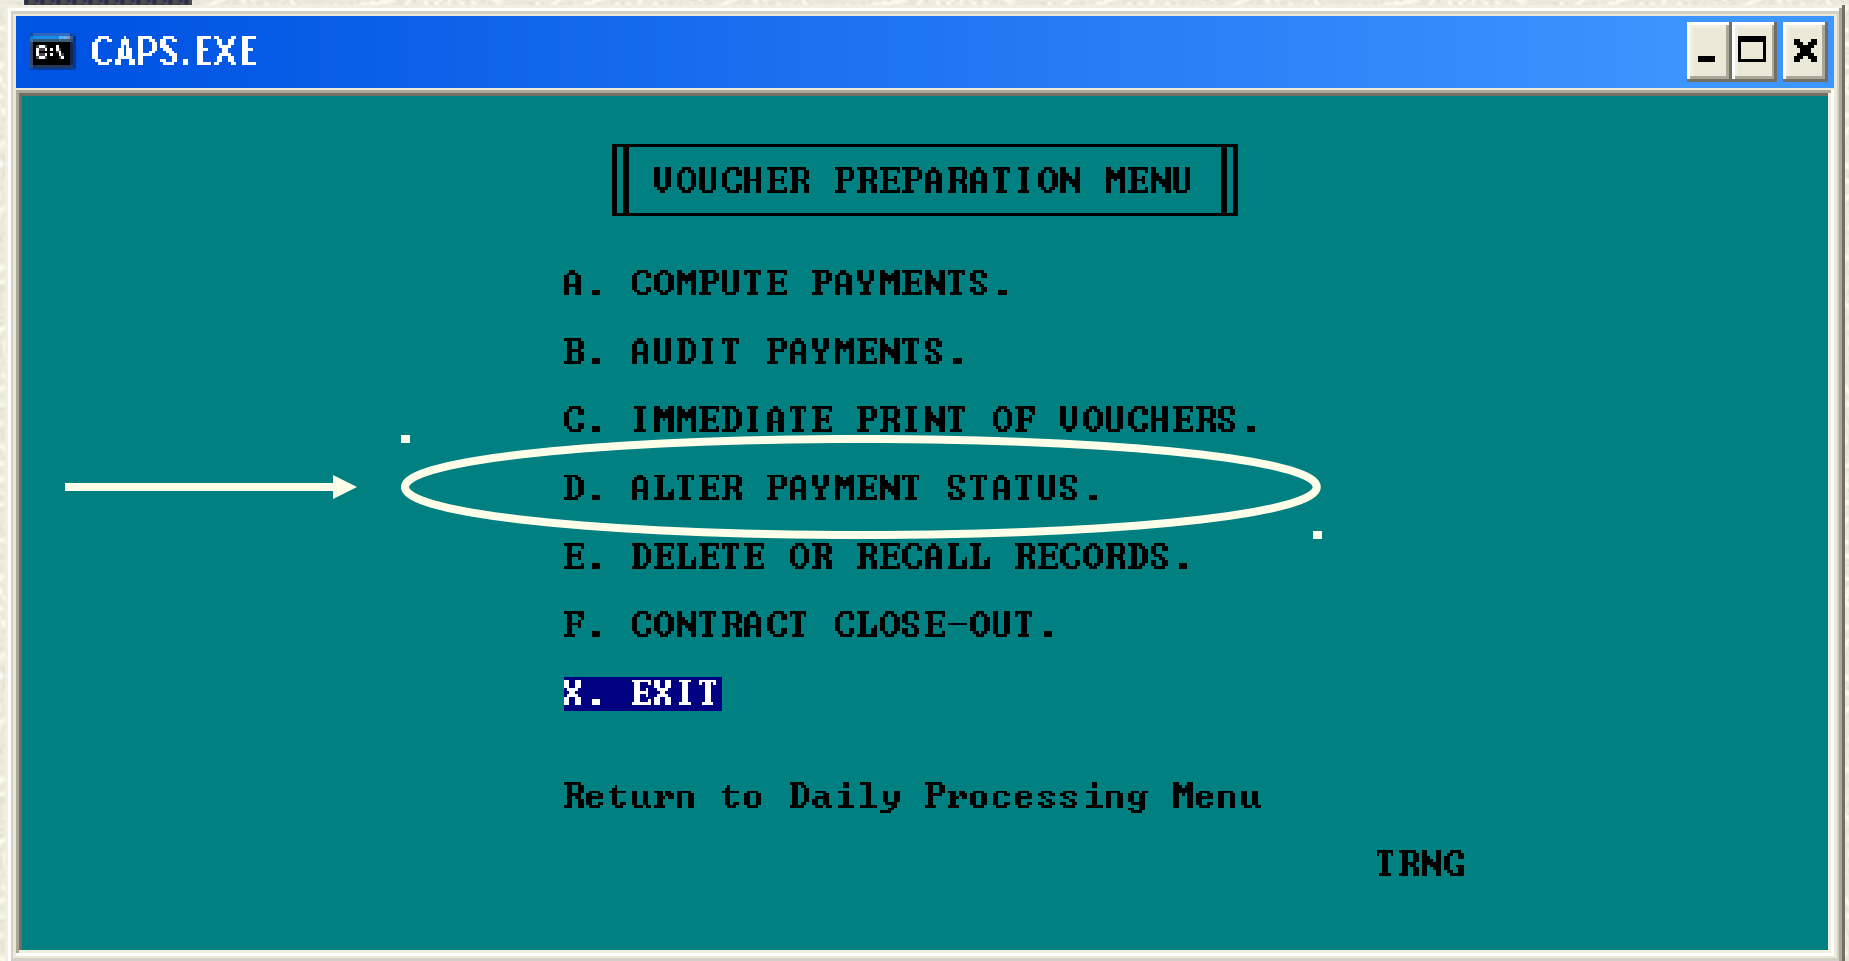 C:\ CAPS.EXE
VOUCHER PREPARATION MENU
A. COMPUTE PAYMENTS.
B. AUDIT PAYMENTS.
C. IMMEDIATE PRINT OF VOUCHERS.
D. ALTER PAYMENT STATUS.
E. DELETE OR RECALL RECORDS.
F. CONTRACT CLOSE-OUT.
X. EXIT
Return to Daily Processing Menu
TRNG